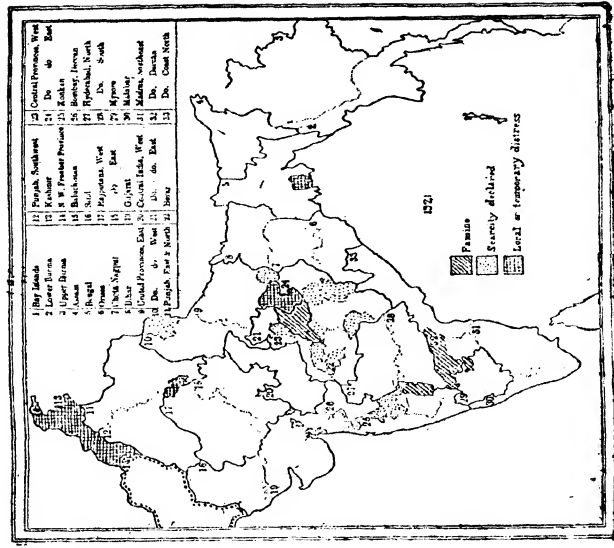 1 Bay Islands
2 Lower Burma
3 Upper Burma
4 Assam
5 Bengal
6 Orissa
7 Chota Nagpur
8 Bihar
9 United Provinces, East
10 Do. do West
11 Punjab, East & North
12 Punjab, Southwest
13 Kashmir
14 N.W. Frontier Province
15 Baluchistan
16 Sind
17 Rajputana, West
18 do East
19 Gujarat
20 Central India, West
21 Do. do. East
22 Berar
23 Central Provinces, West
24 Do do East
25 Konkan
26 Bombay, Deccan
27 Hyderabad, North
28 Do. South
29 Mysore
30 Malabar
31 Madras, southeast
32 Do. Deccan
33 Do. Coast North
1921
Famine
Scarcity declared
Local or temporary distress